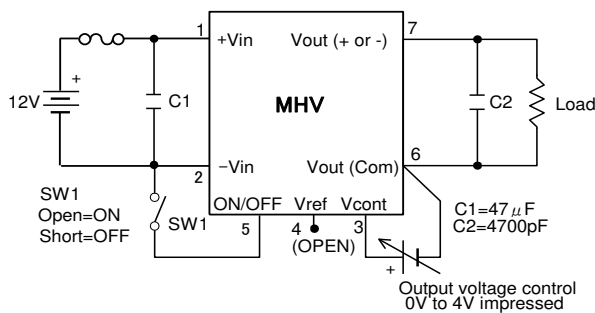 1
+Vin
Vout (+ or -)
7
+
12V
C1
MHV
C2
Load
2
−Vin
Vout (Com)
6
SW1
Open=ON
Short=OFF
SW1
ON/OFF
Vref
Vcont
5
4
(OPEN)
3
C1=47μF
C2=4700pF
+
Output voltage control
0V to 4V impressed